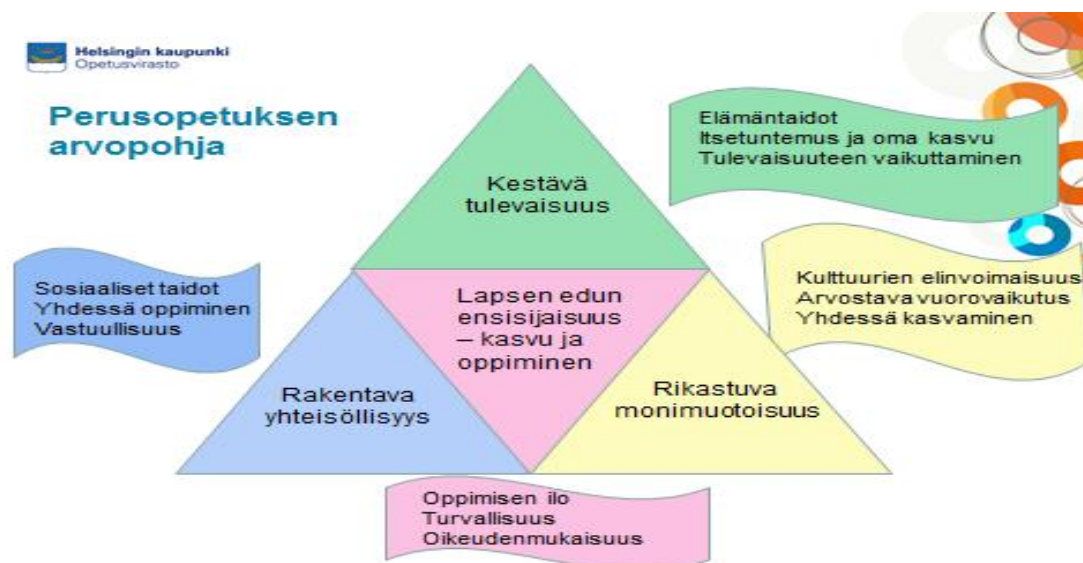 Helsingin kaupunki
Opetusvirasto
Perusopetuksen
arvopohja
Elämäntaidot
Itsetuntemus ja oma kasvu
Tulevaisuuteen vaikuttaminen
Kestävä
tulevaisuus
Kulttuurien elinvoimaisuus
Arvostava vuorovaikutus
Yhdessä kasvaminen
Sosiaaliset taidot
Yhdessä oppiminen
Vastuullisuus
Lapsen edun
ensisijaisuus
– kasvu ja
oppiminen
Rakentava
yhteisöllisyys
Rikastuva
monimuotoisuus
Oppimisen ilo
Turvallisuus
Oikeudenmukaisuus